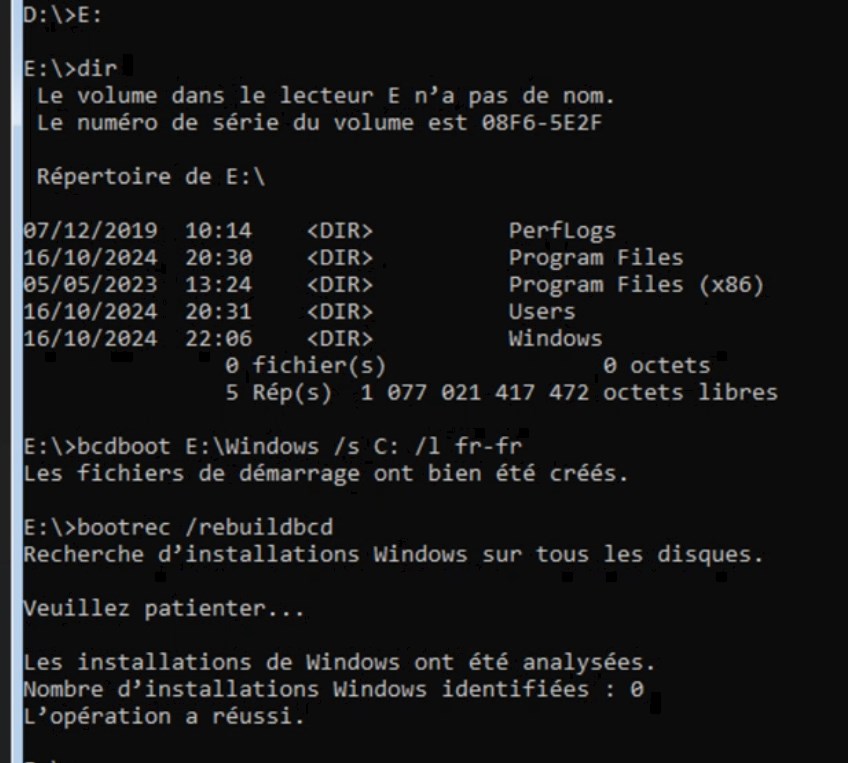 D:\>E:
E:\>dir
Le volume dans le lecteur E n’a pas de nom.
Le numéro de série du volume est 08F6-5E2F
Répertoire de E:\
07/12/2019  10:14    <DIR>          PerfLogs
16/10/2024  20:30    <DIR>          Program Files
05/05/2023  13:24    <DIR>          Program Files (x86)
16/10/2024  20:31    <DIR>          Users
16/10/2024  22:06    <DIR>          Windows
0 fichier(s)                0 octets
5 Rép(s)  1 077 021 417 472 octets libres
E:\>bcdboot E:\Windows /s C: /l fr-fr
Les fichiers de démarrage ont bien été créés.
E:\>bootrec /rebuildbcd
Recherche d’installations Windows sur tous les disques.
Veuillez patienter...
Les installations de Windows ont été analysées.
Nombre d’installations Windows identifiées : 0
L’opération a réussi.